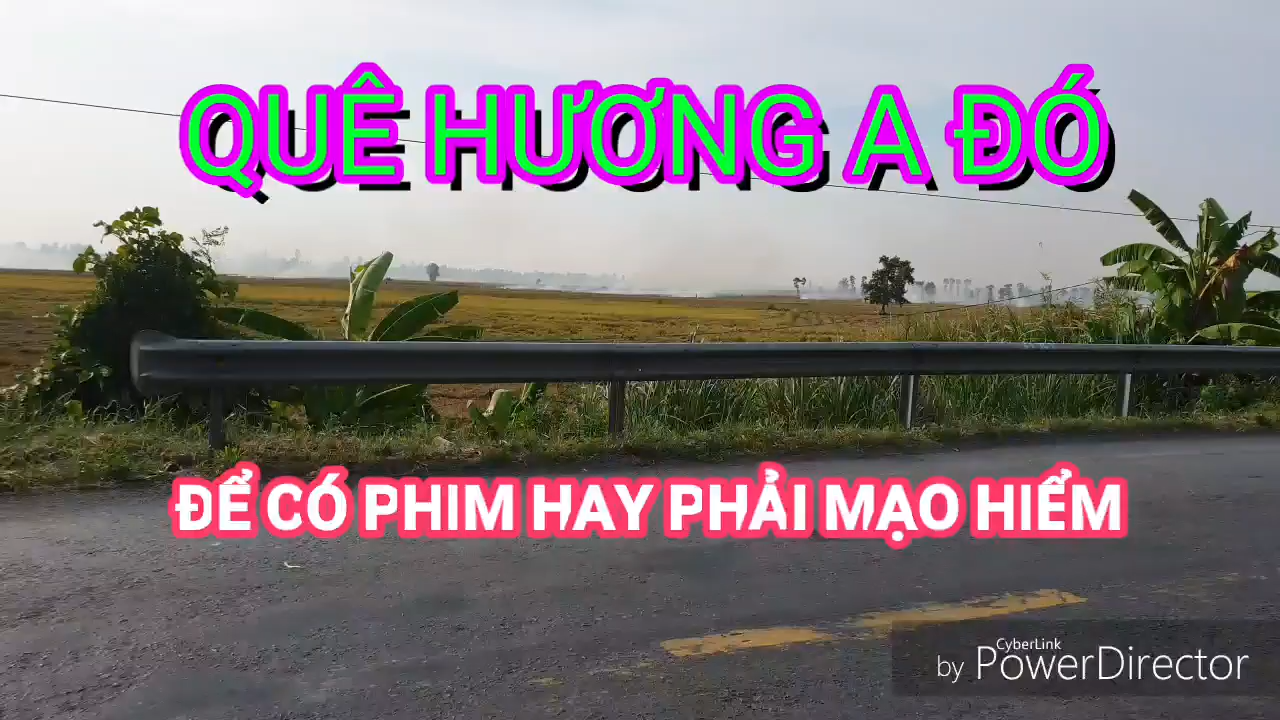 QUÊ HƯƠNG A ĐÓ
ĐỂ CÓ PHIM HAY PHẢI MẠO HIỂM
CyberLink
by PowerDirector